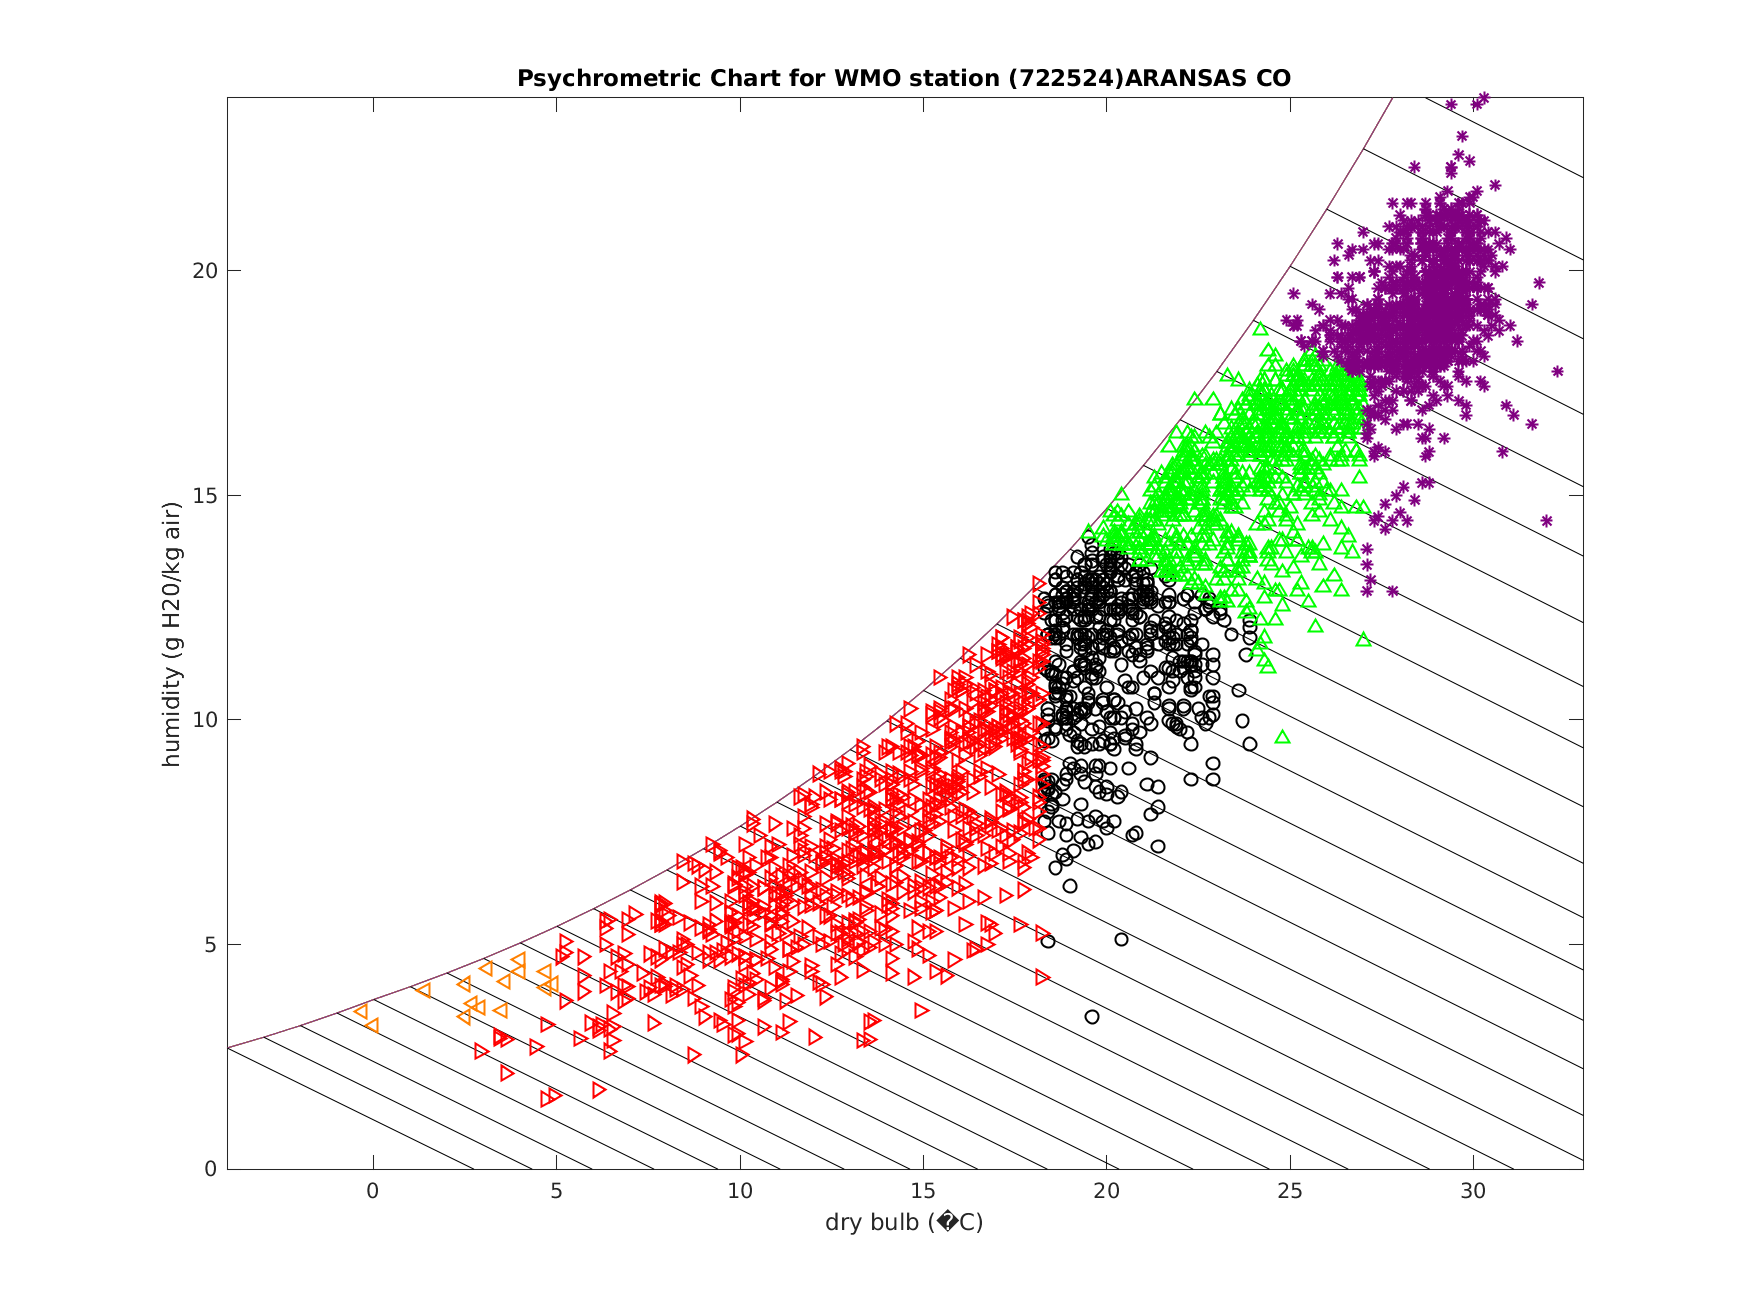 Psychrometric Chart for WMO station (722524)ARANSAS CO
humidity (g H20/kg air)
20
15
10
5
0
0 5 10 15 20 25 30
dry bulb (�C)